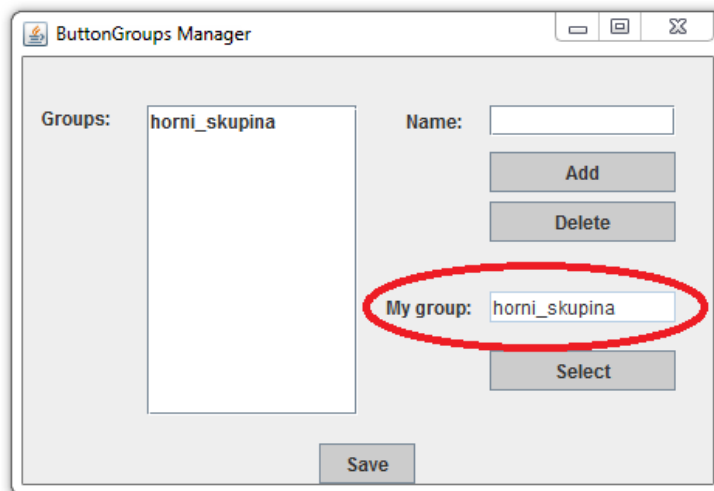 ButtonGroups Manager
Groups:
horni_skupina
Name:
Add
Delete
My group:
horni_skupina
Select
Save